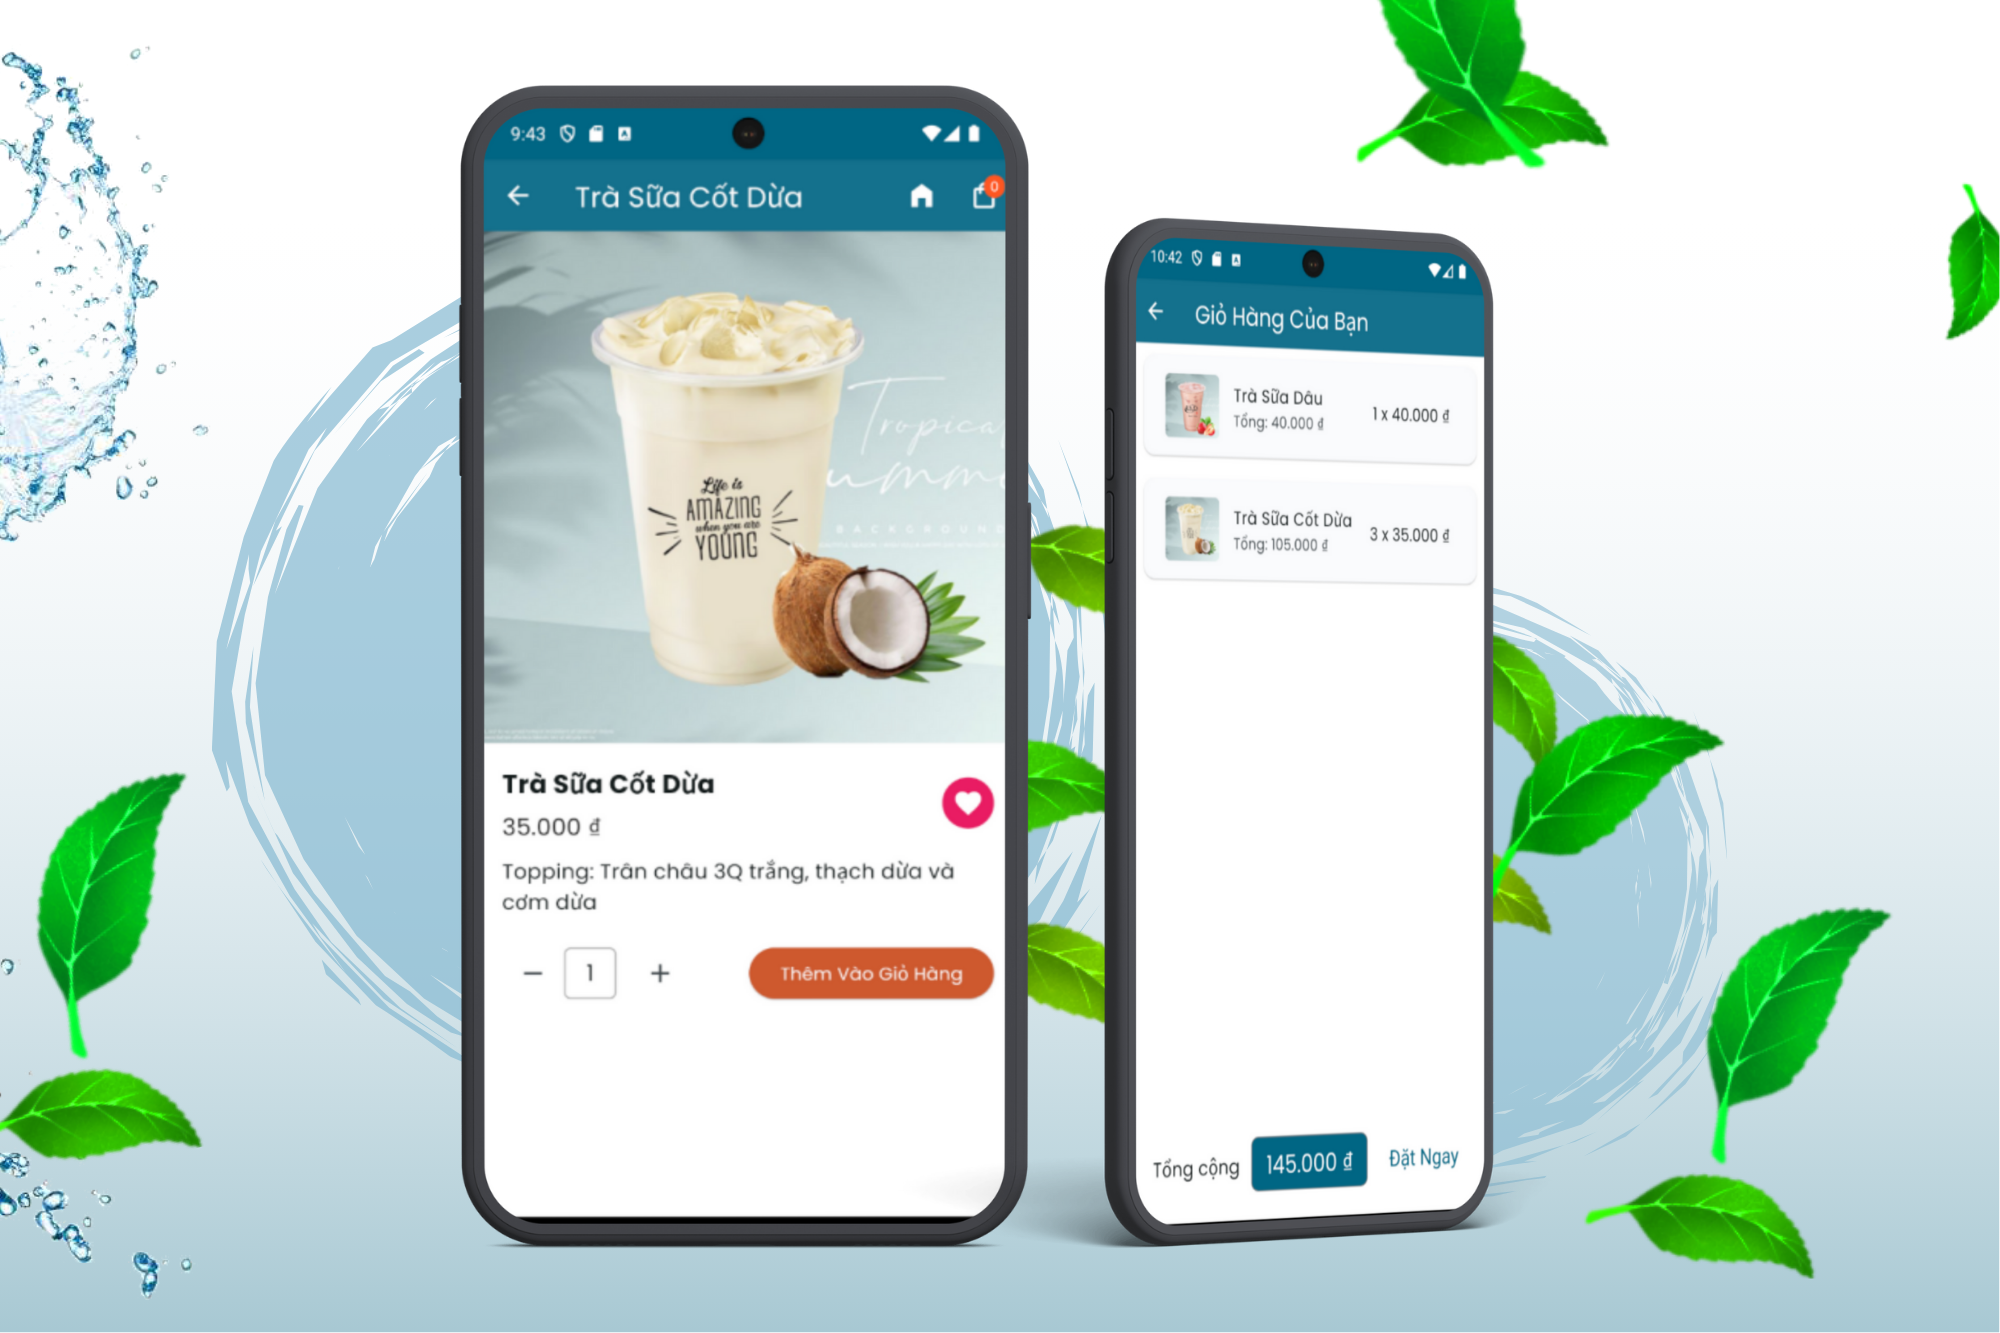 9:43
Trà Sữa Cốt Dừa
0
Tropica
umme
BACKGROUND
Life is
AMAZING
when you are
YOUNG
Trà Sữa Cốt Dừa
35.000 ₫
Topping: Trân châu 3Q trắng, thạch dừa và
cơm dừa
1
Thêm Vào Giỏ Hàng
10:42
Giỏ Hàng Của Bạn
Trà Sữa Dâu
Tổng: 40.000 ₫
1 x 40.000 ₫
Trà Sữa Cốt Dừa
Tổng: 105.000 ₫
3 x 35.000 ₫
Tổng cộng
145.000 ₫
Đặt Ngay